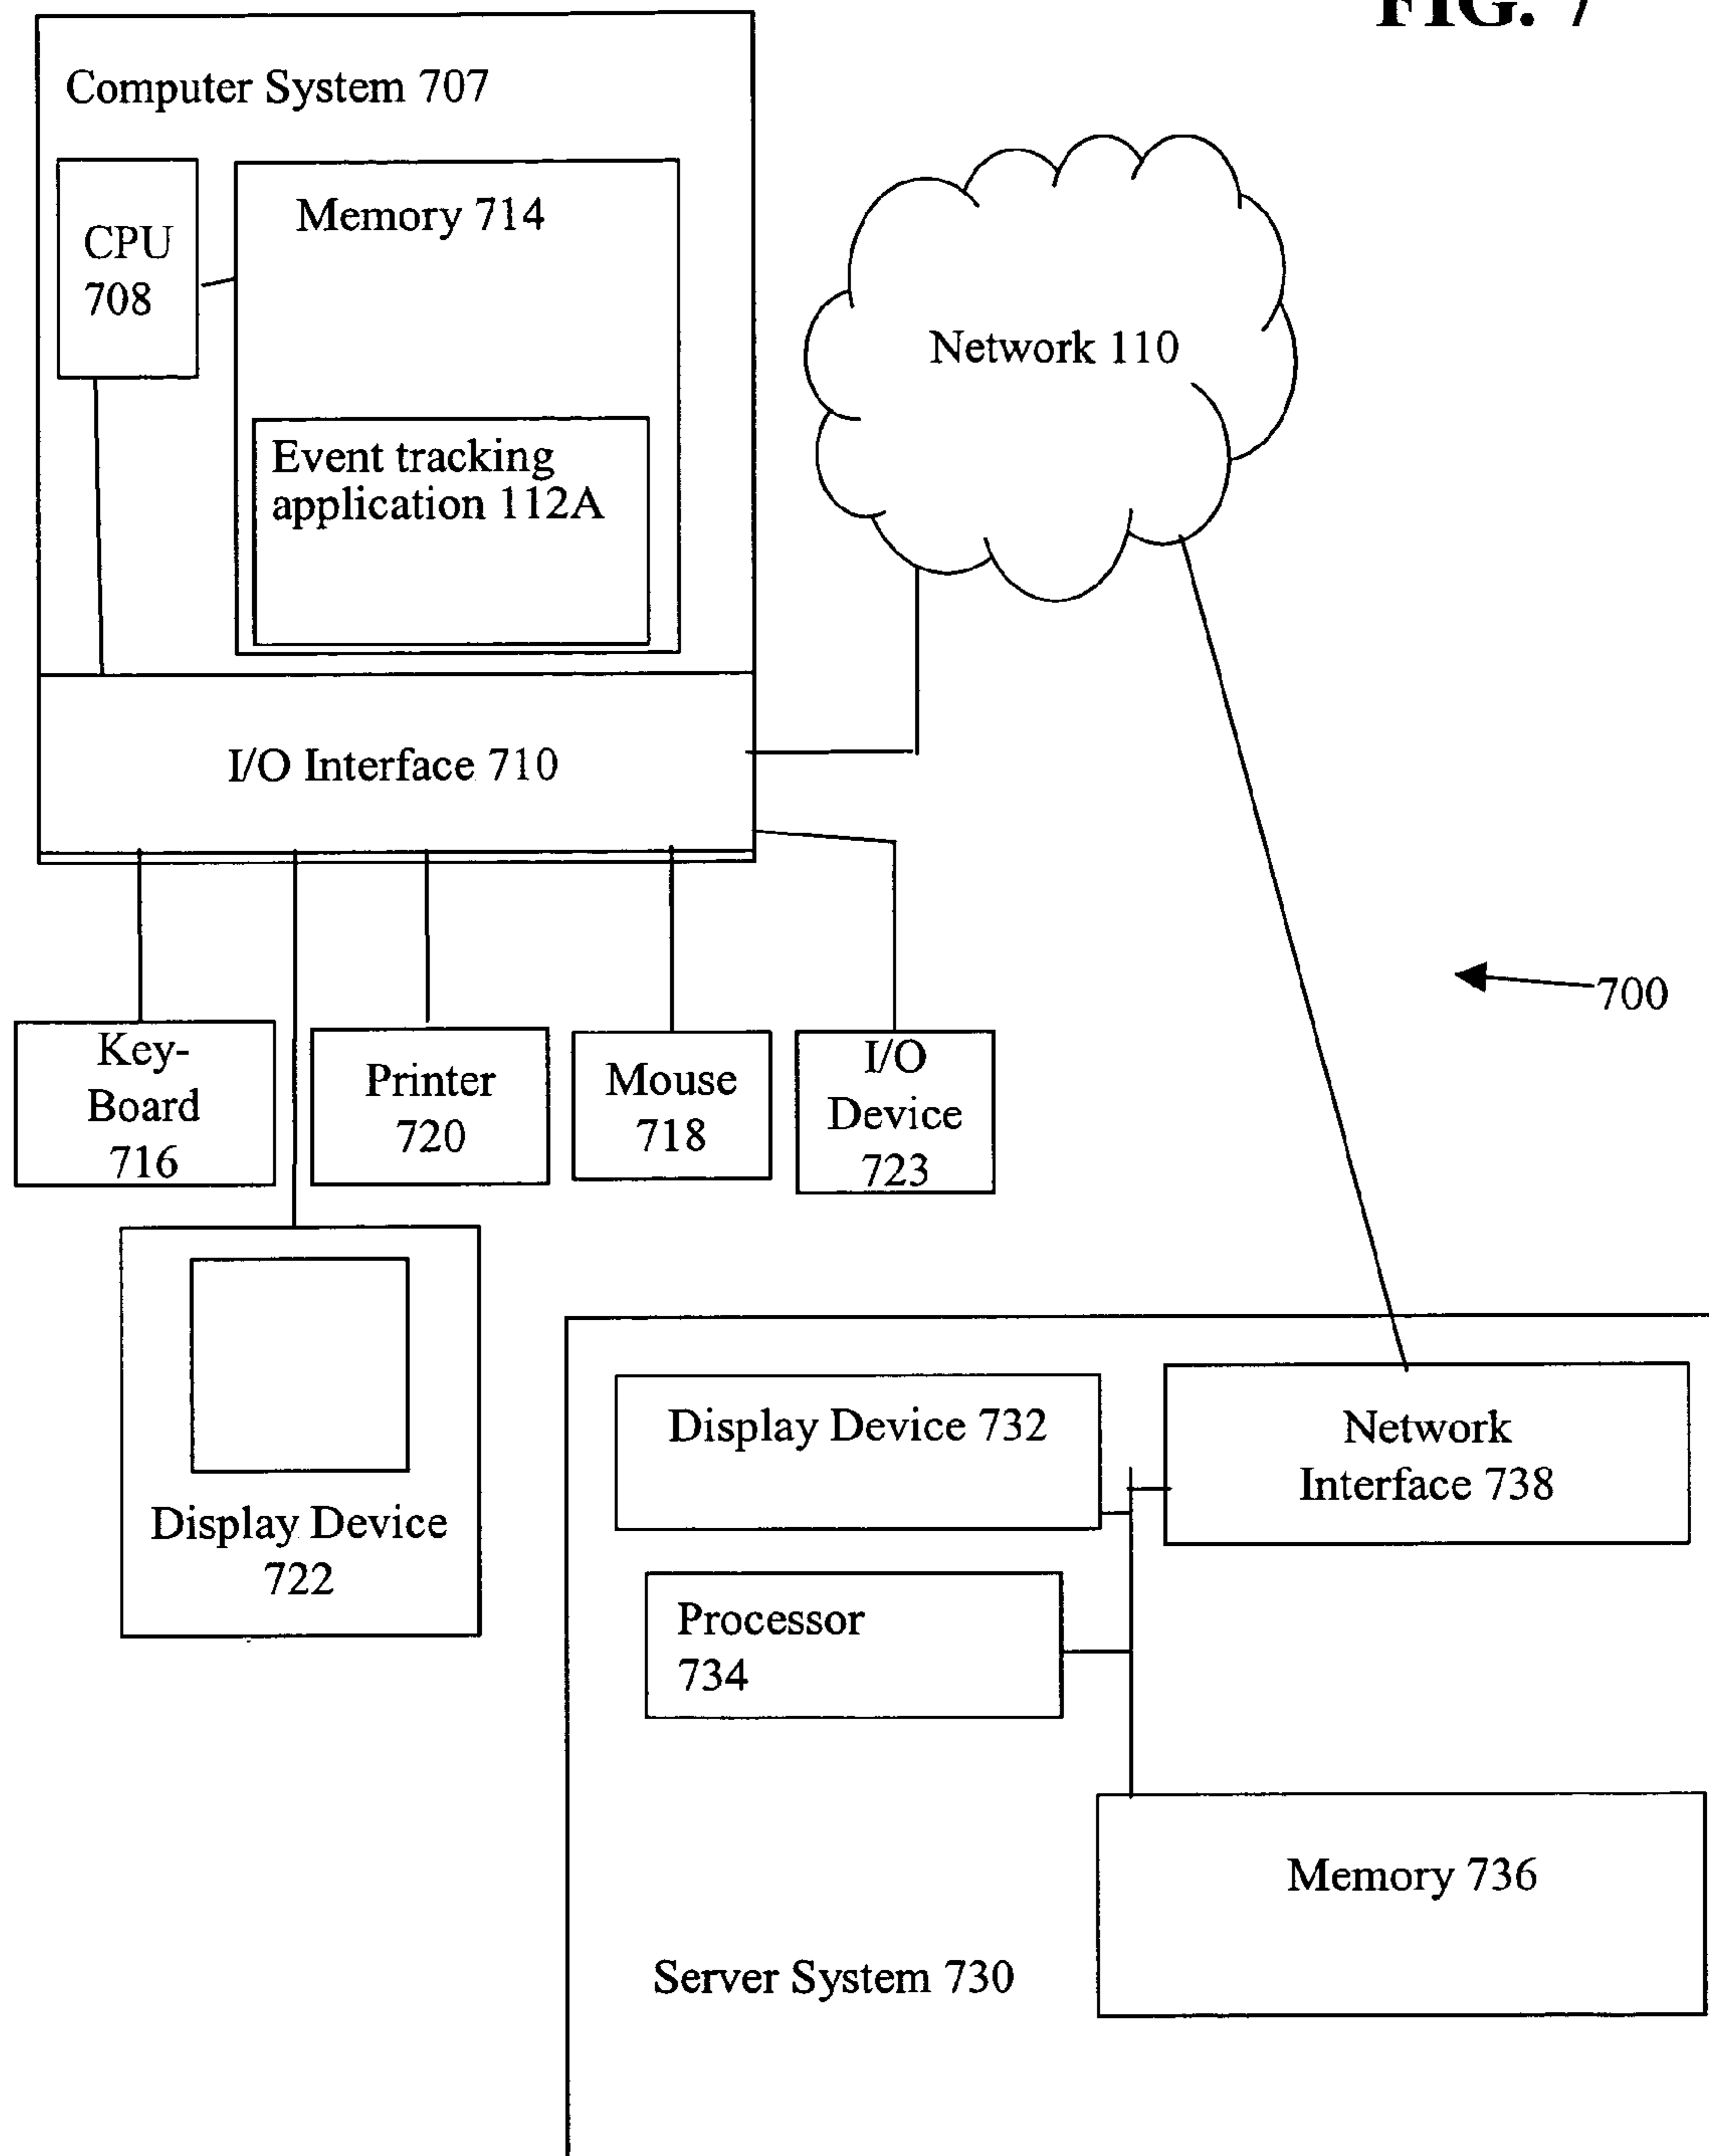 FIG. 7
Computer System 707
CPU
708
Memory 714
Event tracking
application 112A
Network 110
I/O Interface 710
700
Key-
Board
716
Printer
720
Mouse
718
I/O
Device
723
Display Device
722
Display Device 732
Network
Interface 738
Processor
734
Memory 736
Server System 730